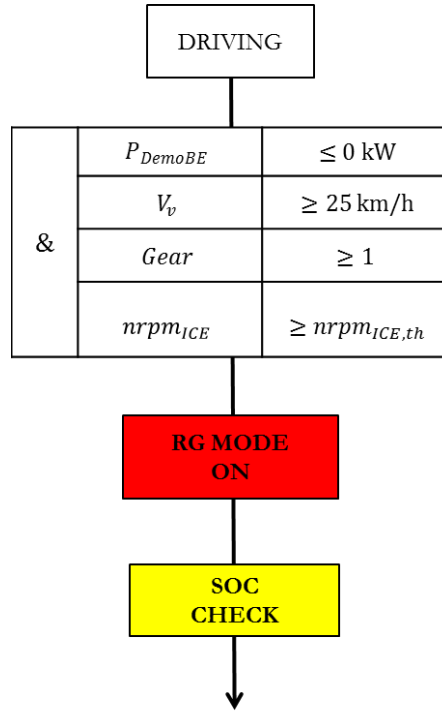 DRIVING
&
P_DemoBE ≤ 0 kW
V_v ≥ 25 km/h
Gear ≥ 1
nrpm_ICE ≥ nrpm_ICE,th
RG MODE
ON
SOC
CHECK